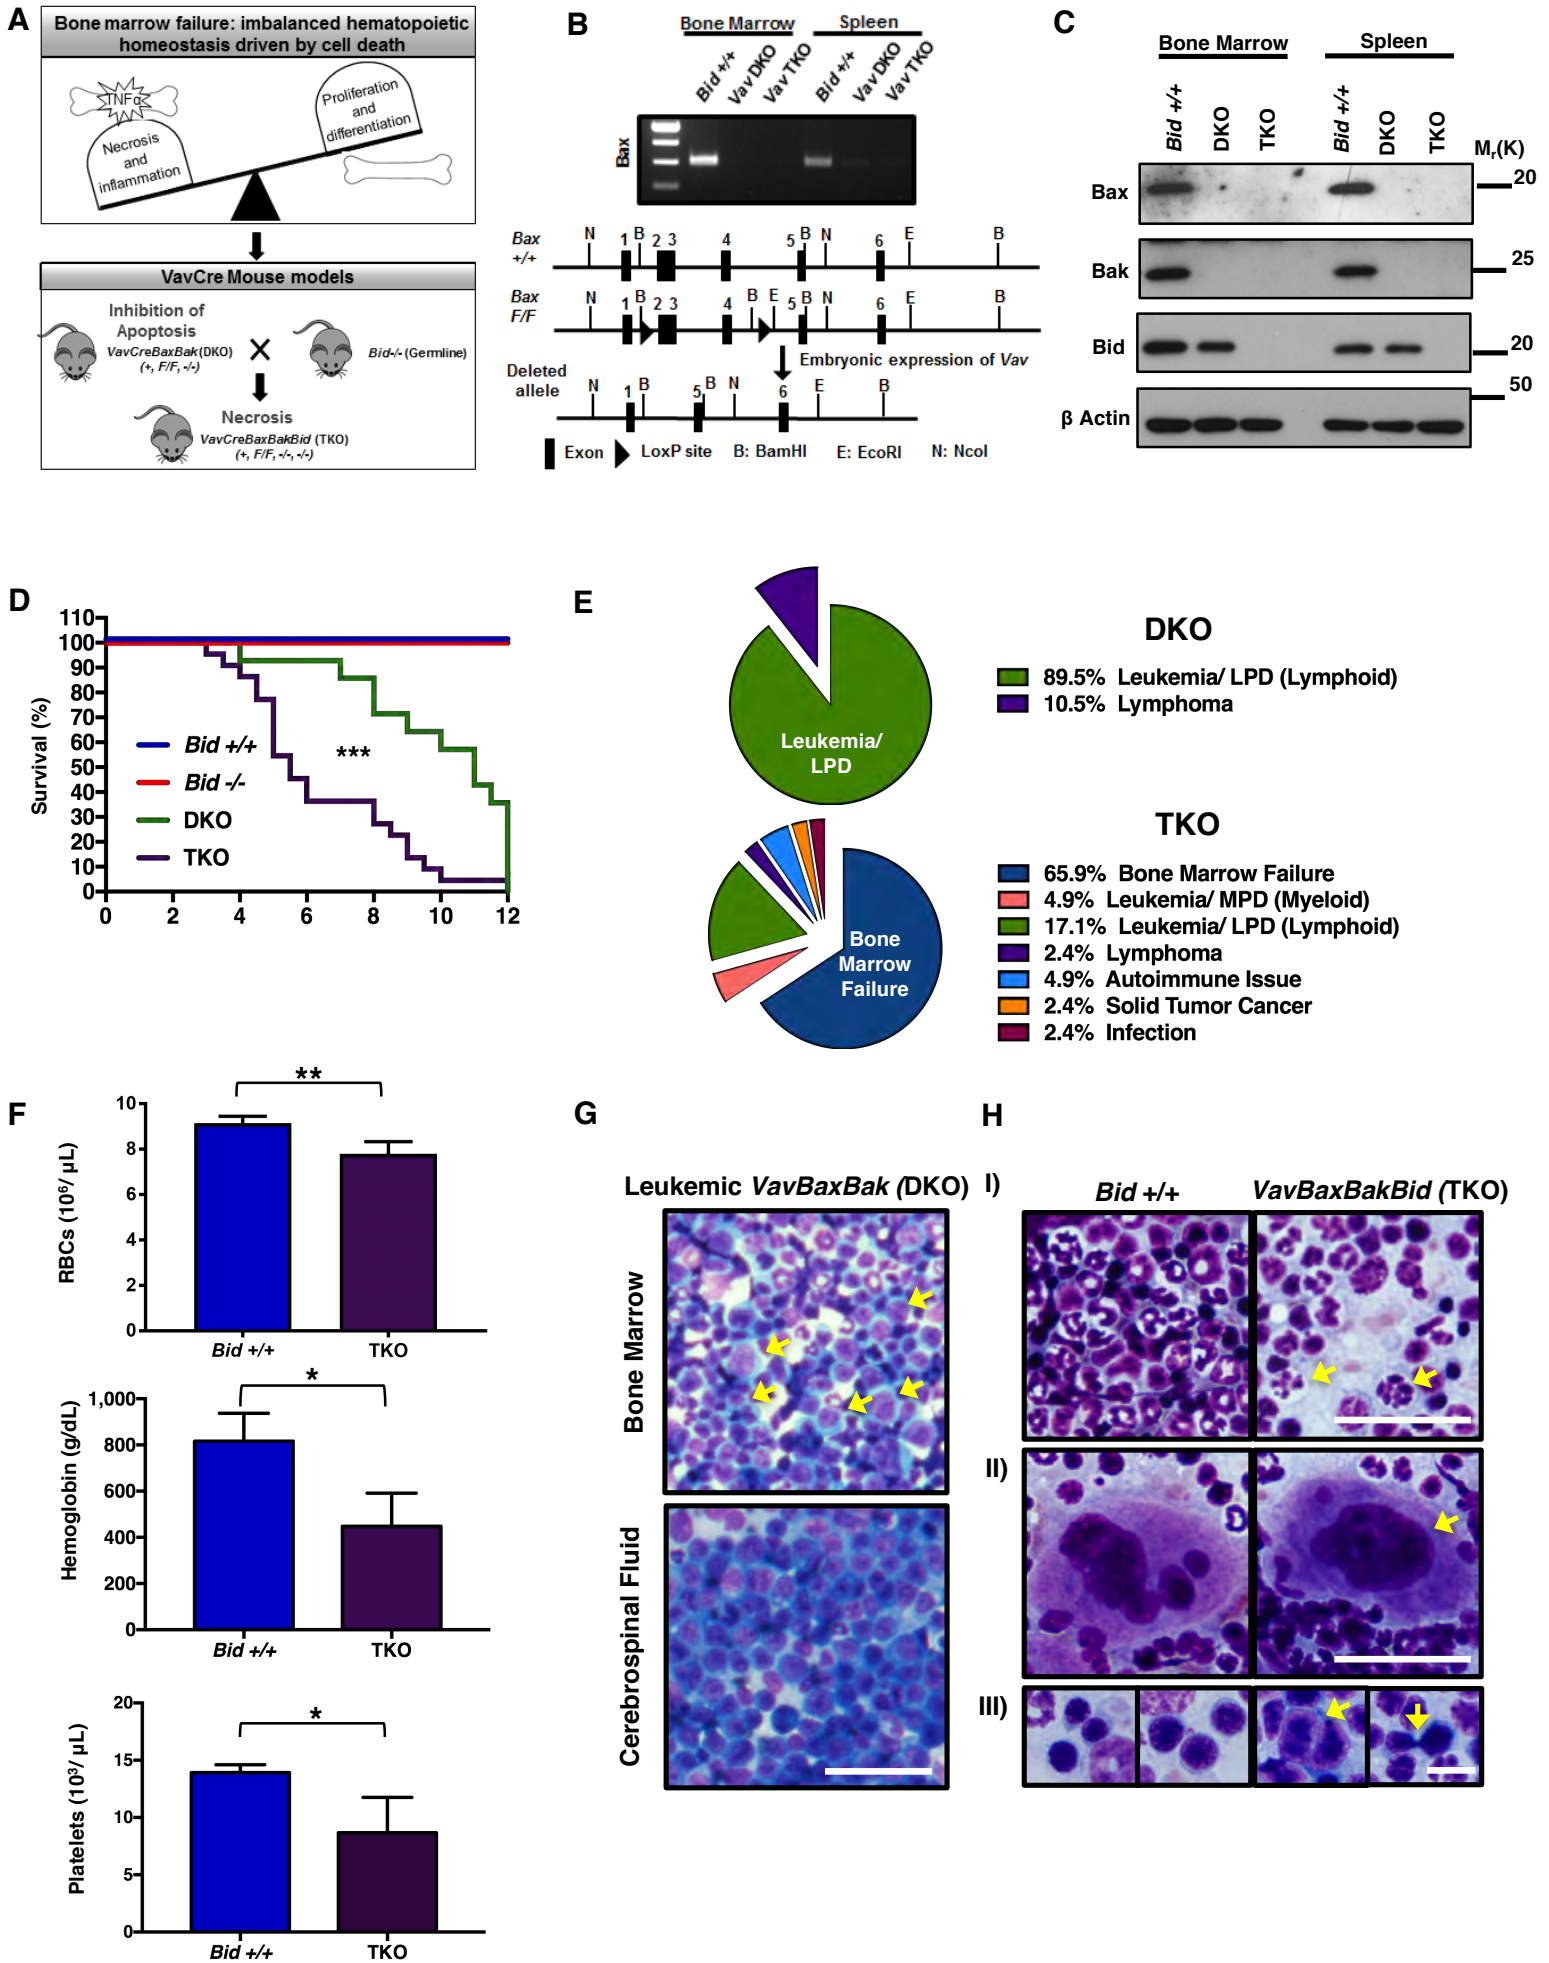 A
Bone marrow failure: imbalanced hematopoietic
homeostasis driven by cell death
TNFα
Necrosis
and
inflammation
Proliferation
and
differentiation
VavCre Mouse models
Inhibition of
Apoptosis
VavCreBaxBak (DKO)
(+, F/F, -/-)
Bid-/- (Germline)
Necrosis
VavCreBaxBakBid (TKO)
(+, F/F, -/-, -/-)
B
Bone Marrow Spleen
Bid +/+ Vav DKO Vav TKO Bid +/+ Vav DKO Vav TKO
Bax
Bax
+/+
N 1 B 2 3 4 5 B N 6 E B
Bax
F/F
N 1 B 2 3 4 B E 5 B N 6 E B
Embryonic expression of Vav
Deleted
allele
N 1 B 5 B N 6 E B
Exon LoxP site B: BamHI E: EcoRI N: NcoI
C
Bone Marrow Spleen
Bid +/+ DKO TKO Bid +/+ DKO TKO
Mr(K)
Bax 20
Bak 25
Bid 20
50
β Actin
D
Survival (%)
110
100
90
80
70
60
50
40
30
20
10
0
0 2 4 6 8 10 12
Bid +/+
Bid -/-
DKO
TKO
***
E
Leukemia/
LPD
DKO
89.5% Leukemia/ LPD (Lymphoid)
10.5% Lymphoma
Bone
Marrow
Failure
TKO
65.9% Bone Marrow Failure
4.9% Leukemia/ MPD (Myeloid)
17.1% Leukemia/ LPD (Lymphoid)
2.4% Lymphoma
4.9% Autoimmune Issue
2.4% Solid Tumor Cancer
2.4% Infection
F
**
RBCs (10⁶/ µL)
10
8
6
4
2
0
Bid +/+ TKO
*
Hemoglobin (g/dL)
1,000
800
600
400
200
0
Bid +/+ TKO
*
Platelets (10³/ µL)
20
15
10
5
0
Bid +/+ TKO
G
Leukemic VavBaxBak (DKO)
Bone Marrow
Cerebrospinal Fluid
H
I)
Bid +/+ VavBaxBakBid (TKO)
II)
III)